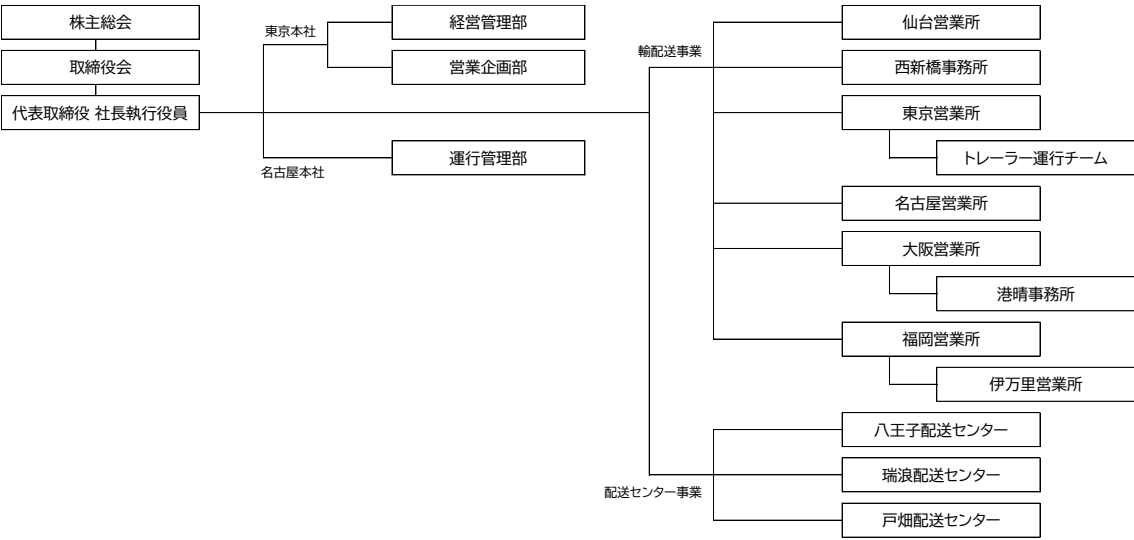 株主総会
取締役会
代表取締役 社長執行役員
東京本社
経営管理部
営業企画部
名古屋本社
運行管理部
輸配送事業
仙台営業所
西新橋事務所
東京営業所
トレーラー運行チーム
名古屋営業所
大阪営業所
港晴事務所
福岡営業所
伊万里営業所
配送センター事業
八王子配送センター
瑞浪配送センター
戸畑配送センター